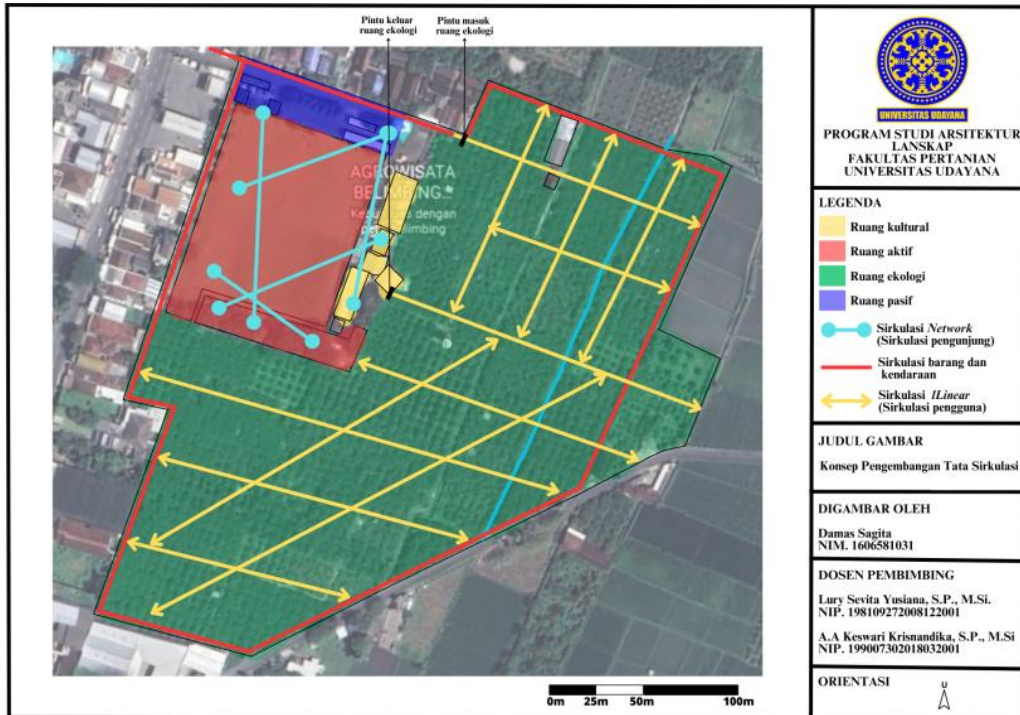 Pintu keluar
ruang ekologi
Pintu masuk
ruang ekologi
AGROWISATA
BELIMBING...
dengan
UNIVERSITAS UDAYANA
PROGRAM STUDI ARSITEKTUR
LANSKAP
FAKULTAS PERTANIAN
UNIVERSITAS UDAYANA
LEGENDA
Ruang kultural
Ruang aktif
Ruang ekologi
Ruang pasif
Sirkulasi Network
(Sirkulasi pengunjung)
Sirkulasi barang dan
kendaraan
Sirkulasi lLinear
(Sirkulasi pengguna)
JUDUL GAMBAR
Konsep Pengembangan Tata Sirkulasi
DIGAMBAR OLEH
Damas Sagita
NIM. 1606581031
DOSEN PEMBIMBING
Lury Sevita Yusiana, S.P., M.Si.
NIP. 198109272008122001
A.A Keswari Krisnandika, S.P., M.Si
NIP. 199007302018032001
ORIENTASI
U
0m 25m 50m 100m